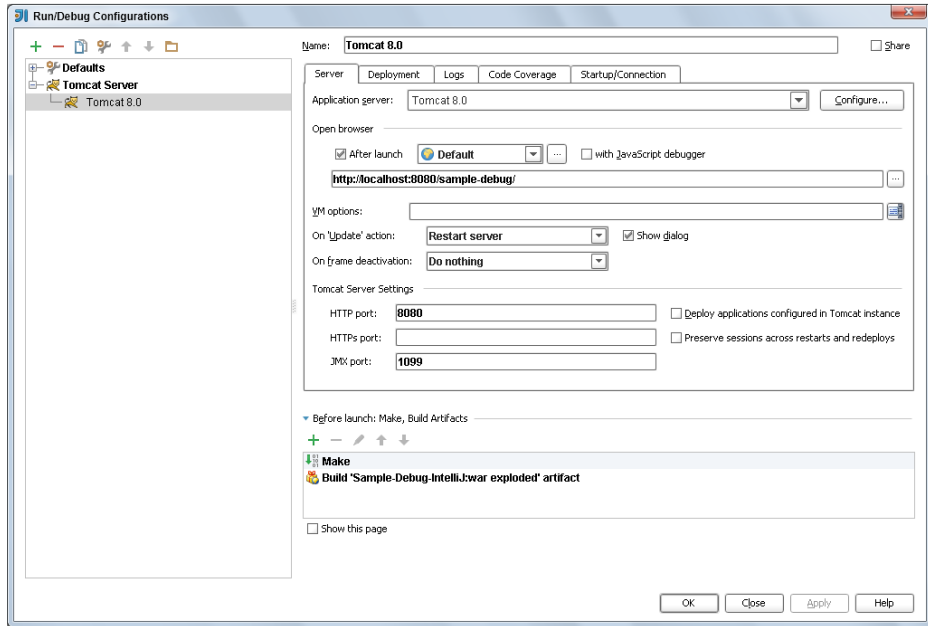 Run/Debug Configurations
Name: Tomcat 8.0
Share
Defaults
Tomcat Server
Tomcat 8.0
Server Deployment Logs Code Coverage Startup/Connection
Application server: Tomcat 8.0 Configure...
Open browser
After launch Default ... with JavaScript debugger
http://localhost:8080/sample-debug/ ...
VM options:
On 'Update' action: Restart server Show dialog
On frame deactivation: Do nothing
Tomcat Server Settings
HTTP port: 8080 Deploy applications configured in Tomcat instance
HTTPs port: Preserve sessions across restarts and redeploys
JMX port: 1099
Before launch: Make, Build Artifacts
Make
Build 'Sample-Debug-IntelliJ:war exploded' artifact
Show this page
OK Close Apply Help